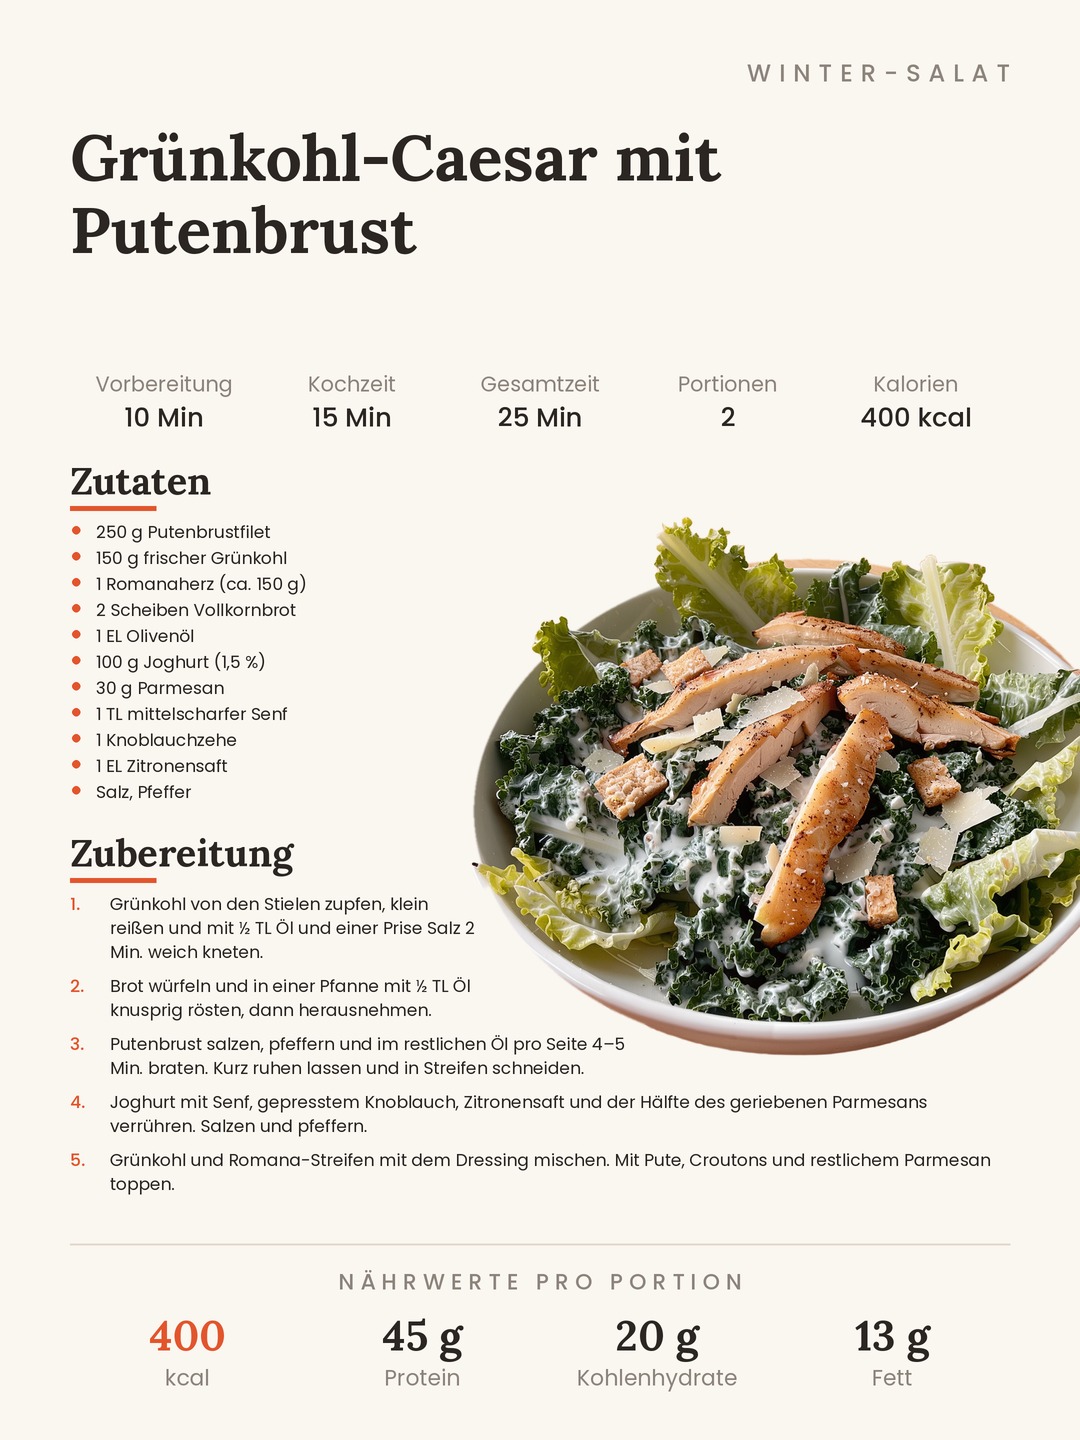 WINTER-SALAT
Grünkohl-Caesar mit
Putenbrust
Vorbereitung
10 Min
Kochzeit
15 Min
Gesamtzeit
25 Min
Portionen
2
Kalorien
400 kcal
Zutaten
250 g Putenbrustfilet
150 g frischer Grünkohl
1 Romanaherz (ca. 150 g)
2 Scheiben Vollkornbrot
1 EL Olivenöl
100 g Joghurt (1,5 %)
30 g Parmesan
1 TL mittelscharfer Senf
1 Knoblauchzehe
1 EL Zitronensaft
Salz, Pfeffer
Zubereitung
1. Grünkohl von den Stielen zupfen, klein
reißen und mit ½ TL Öl und einer Prise Salz 2
Min. weich kneten.
2. Brot würfeln und in einer Pfanne mit ½ TL Öl
knusprig rösten, dann herausnehmen.
3. Putenbrust salzen, pfeffern und im restlichen Öl pro Seite 4–5
Min. braten. Kurz ruhen lassen und in Streifen schneiden.
4. Joghurt mit Senf, gepresstem Knoblauch, Zitronensaft und der Hälfte des geriebenen Parmesans
verrühren. Salzen und pfeffern.
5. Grünkohl und Romana-Streifen mit dem Dressing mischen. Mit Pute, Croutons und restlichem Parmesan
toppen.
NÄHRWERTE PRO PORTION
400
kcal
45 g
Protein
20 g
Kohlenhydrate
13 g
Fett